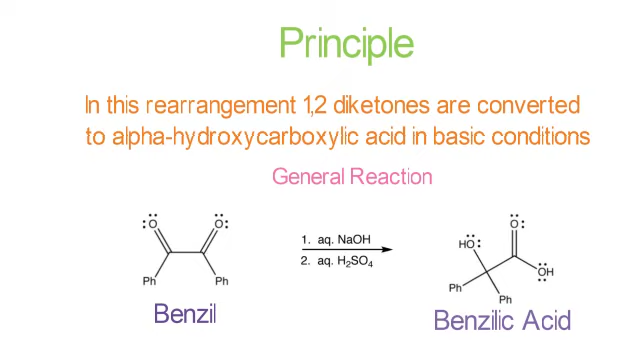 Principle
In this rearrangement 1,2 diketones are converted
to alpha-hydroxycarboxylic acid in basic conditions
General Reaction
O O
Ph Ph
1. aq. NaOH
2. aq. H₂SO₄
HO O
OH
Ph
Ph
Benzil
Benzilic Acid